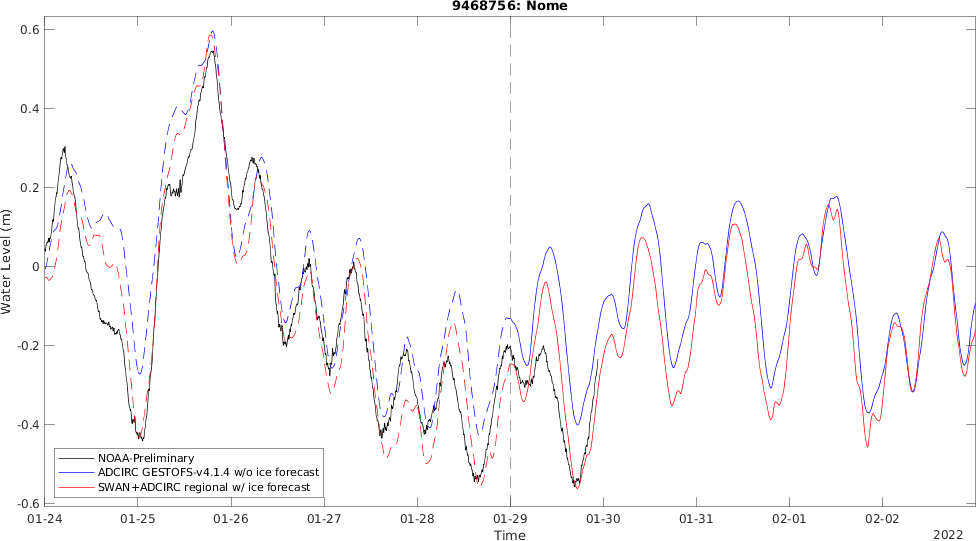 9468756: Nome
0.6
0.4
0.2
0
-0.2
-0.4
-0.6
Water Level (m)
NOAA-Preliminary
ADCIRC GESTOFS-v4.1.4 w/o ice forecast
SWAN+ADCIRC regional w/ ice forecast
01-24 01-25 01-26 01-27 01-28 01-29 01-30 01-31 02-01 02-02
Time
2022